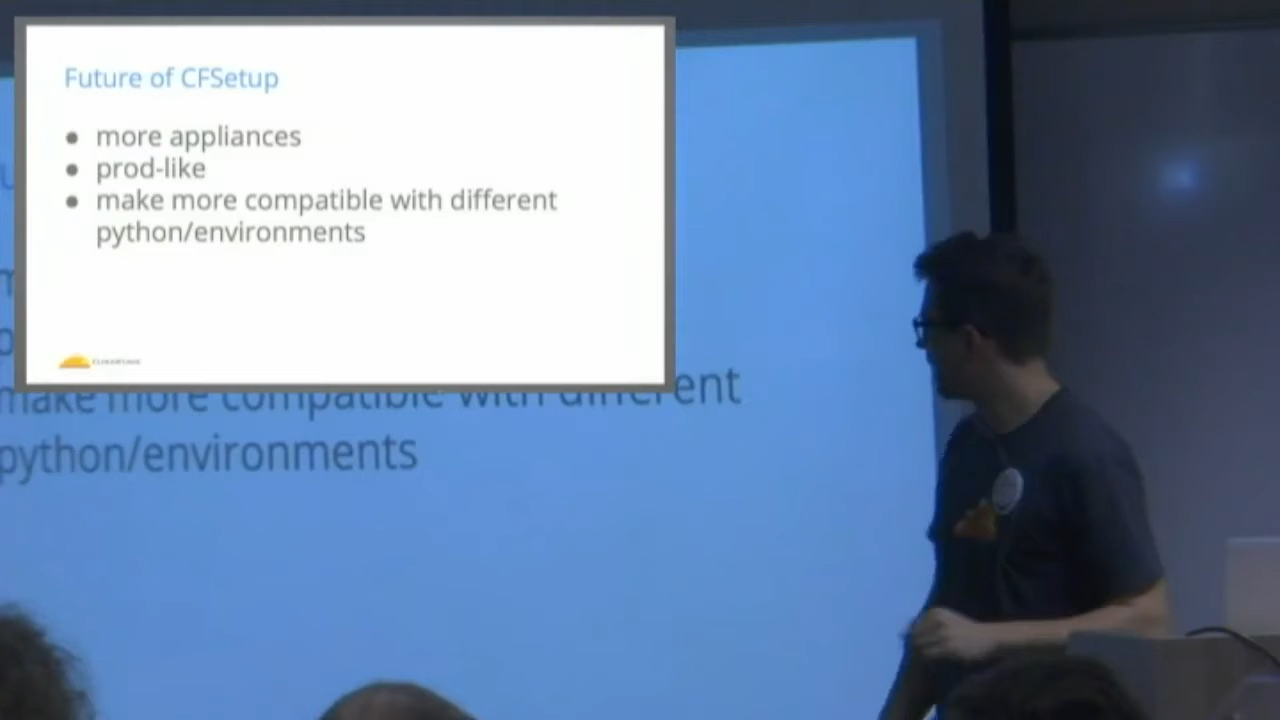 Future of CFSetup
● more appliances
● prod-like
● make more compatible with different
python/environments
CLOUDFLARE
make more compatible with different
python/environments